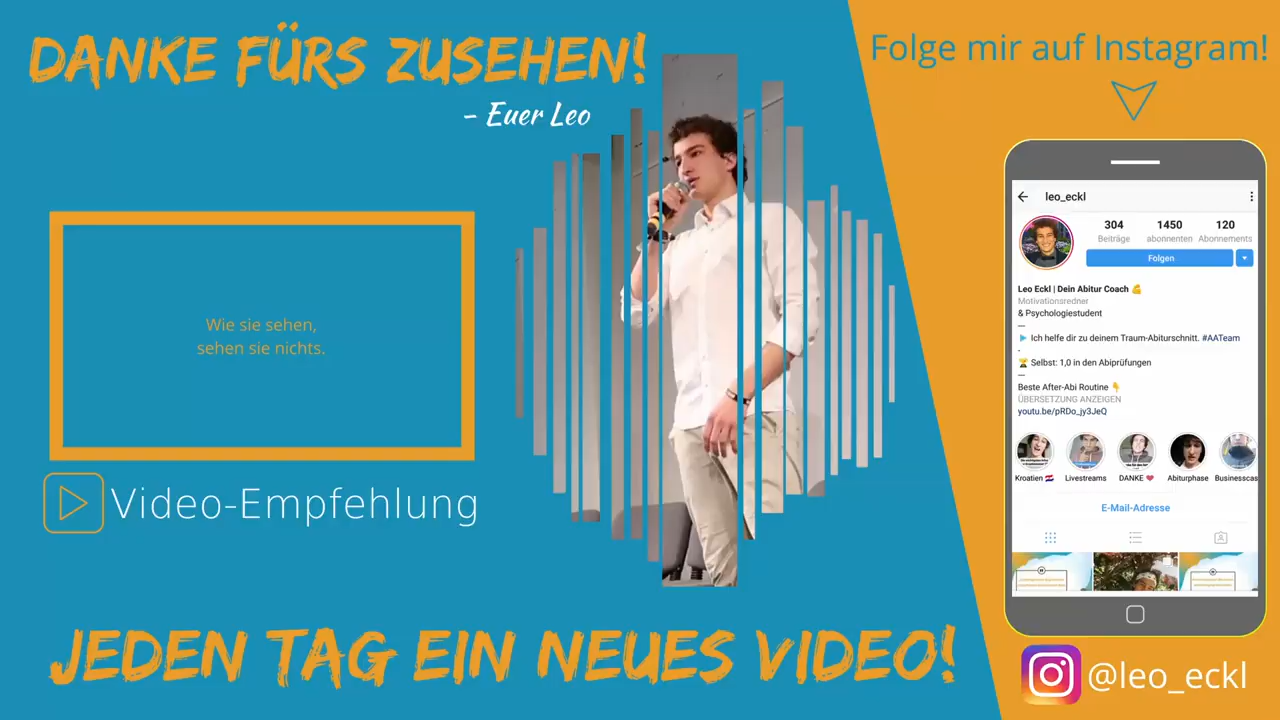 DANKE FÜRS ZUSEHEN!
- Euer Leo
Wie sie sehen,
sehen sie nichts.
Video-Empfehlung
JEDEN TAG EIN NEUES VIDEO!
Folge mir auf Instagram!
leo_eckl
304 1450 120
Beiträge abonnenten Abonnements
Folgen
Leo Eckl | Dein Abitur Coach 💪
Motivationsredner
& Psychologiestudent
—
▶ Ich helfe dir zu deinem Traum-Abiturschnitt. #AATeam
.
⏳ Selbst: 1,0 in den Abiprüfungen
—
Beste After-Abi Routine 👇
ÜBERSETZUNG ANZEIGEN
youtu.be/pRDo_jy3JeQ
Kroatien 🇭🇷 Livestreams DANKE ❤ Abiturphase Businesscas
E-Mail-Adresse
@leo_eckl